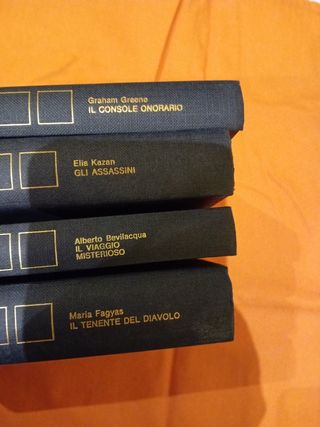 Graham Greene
IL CONSOLE ONORARIO
Elia Kazan
GLI ASSASSINI
Alberto Bevilacqua
IL VIAGGIO
MISTERIOSO
Maria Fagyas
IL TENENTE DEL DIAVOLO